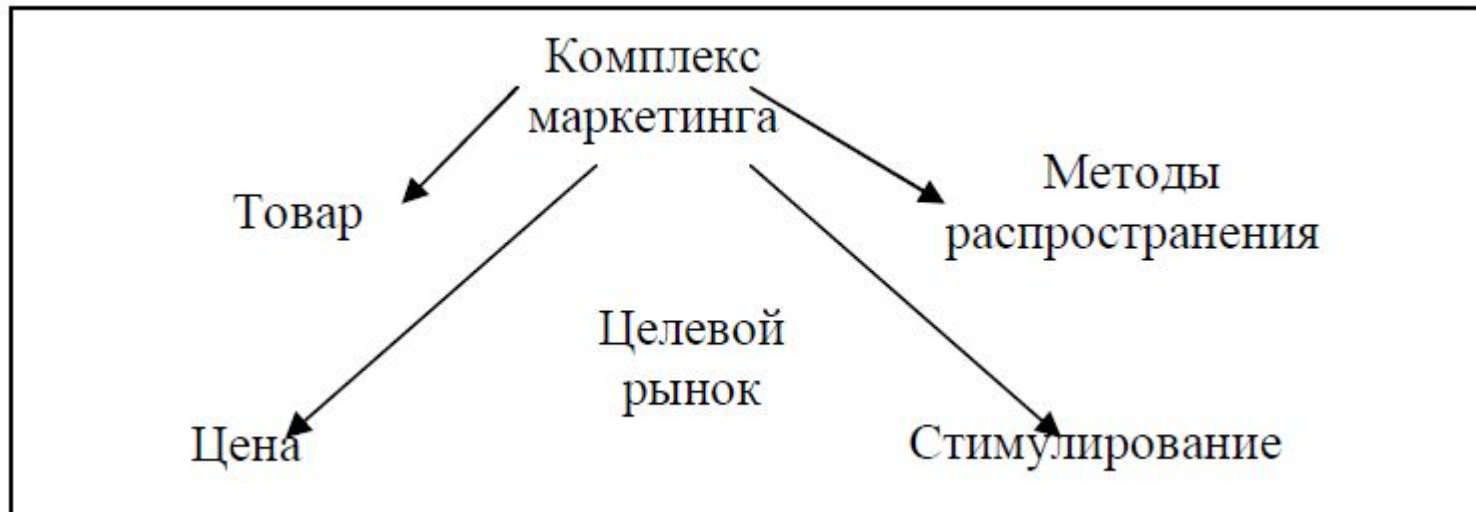 Комплекс
маркетинга
Товар
Методы
распространения
Целевой
рынок
Цена
Стимулирование